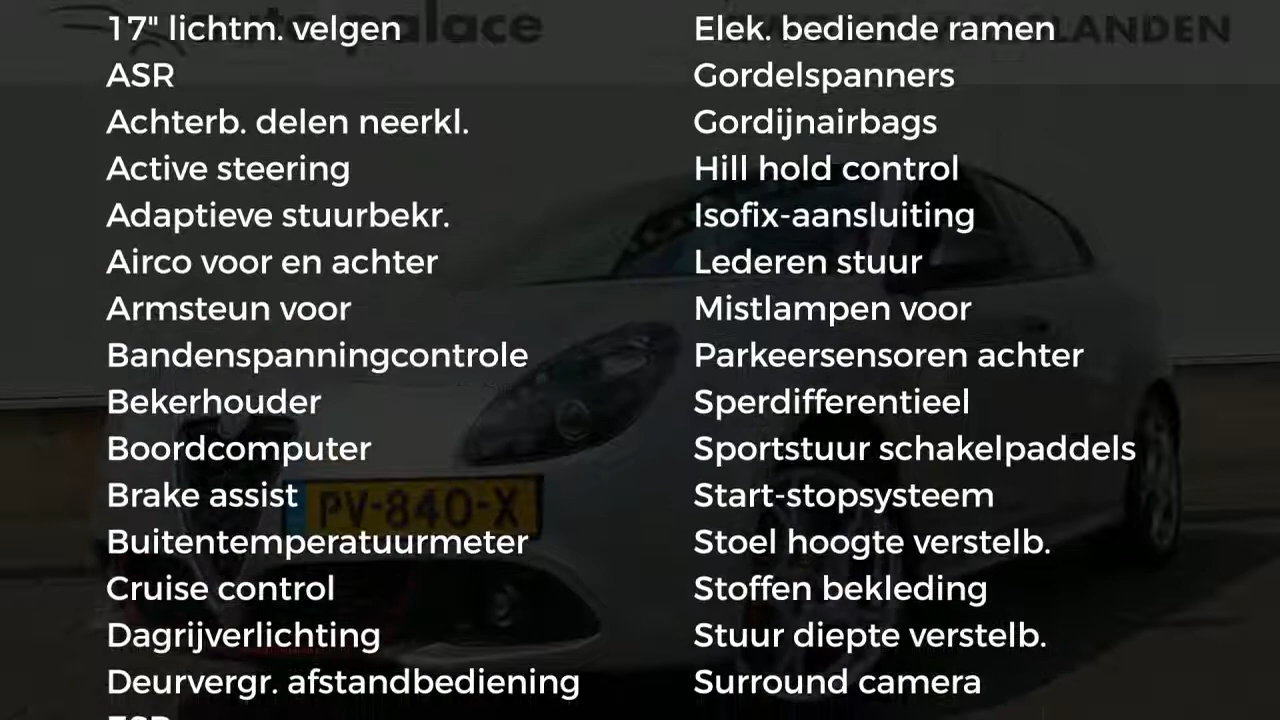 17" lichtm. velgen
ASR
Achterb. delen neerkl.
Active steering
Adaptieve stuurbekr.
Airco voor en achter
Armsteun voor
Bandenspanningcontrole
Bekerhouder
Boordcomputer
Brake assist
Buitentemperatuurmeter
Cruise control
Dagrijverlichting
Deurvergr. afstandbediening
Elek. bediende ramen
Gordelspanners
Gordijnairbags
Hill hold control
Isofix-aansluiting
Lederen stuur
Mistlampen voor
Parkeersensoren achter
Sperdifferentieel
Sportstuur schakelpaddels
Start-stopsysteem
Stoel hoogte verstelb.
Stoffen bekleding
Stuur diepte verstelb.
Surround camera
PV-840-X